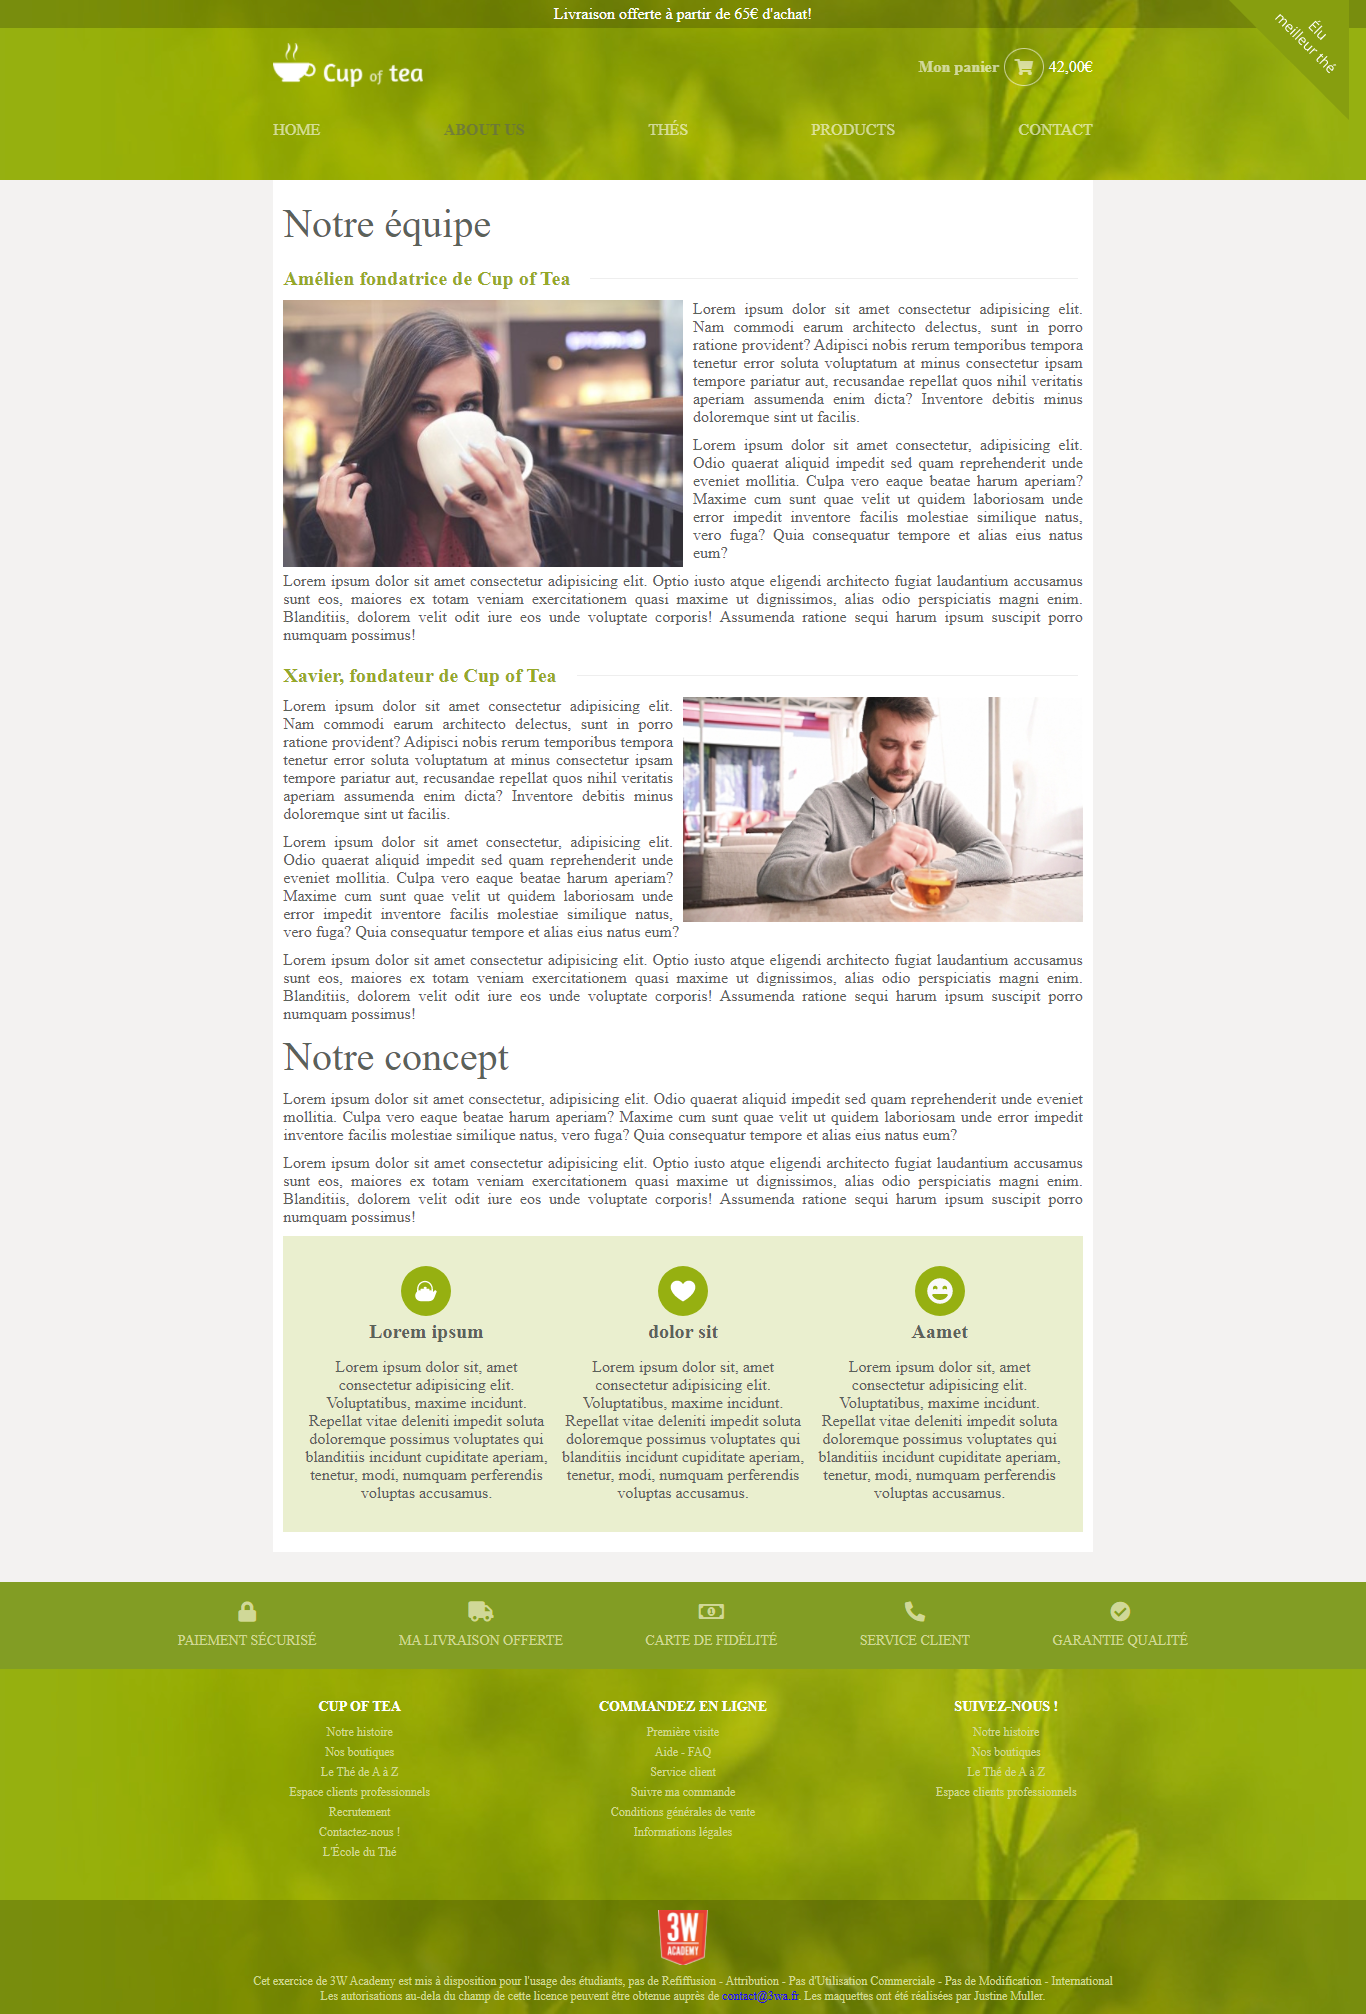 Livraison offerte à partir de 65€ d'achat!
Élu
meilleur thé
Cup of tea
Mon panier 42,00€
HOME ABOUT US THÉS PRODUCTS CONTACT
Notre équipe
Amélien fondatrice de Cup of Tea
Lorem ipsum dolor sit amet consectetur adipisicing elit.
Nam commodi earum architecto delectus, sunt in porro
ratione provident? Adipisci nobis rerum temporibus tempora
tenetur error soluta voluptatum at minus consectetur ipsam
tempore pariatur aut, recusandae repellat quos nihil veritatis
aperiam assumenda enim dicta? Inventore debitis minus
doloremque sint ut facilis.
Lorem ipsum dolor sit amet consectetur, adipisicing elit.
Odio quaerat aliquid impedit sed quam reprehenderit unde
eveniet mollitia. Culpa vero eaque beatae harum aperiam?
Maxime cum sunt quae velit ut quidem laboriosam unde
error impedit inventore facilis molestiae similique natus,
vero fuga? Quia consequatur tempore et alias eius natus
eum?
Lorem ipsum dolor sit amet consectetur adipisicing elit. Optio iusto atque eligendi architecto fugiat laudantium accusamus
sunt eos, maiores ex totam veniam exercitationem quasi maxime ut dignissimos, alias odio perspiciatis magni enim.
Blanditiis, dolorem velit odit iure eos unde voluptate corporis! Assumenda ratione sequi harum ipsum suscipit porro
numquam possimus!
Xavier, fondateur de Cup of Tea
Lorem ipsum dolor sit amet consectetur adipisicing elit.
Nam commodi earum architecto delectus, sunt in porro
ratione provident? Adipisci nobis rerum temporibus tempora
tenetur error soluta voluptatum at minus consectetur ipsam
tempore pariatur aut, recusandae repellat quos nihil veritatis
aperiam assumenda enim dicta? Inventore debitis minus
doloremque sint ut facilis.
Lorem ipsum dolor sit amet consectetur, adipisicing elit.
Odio quaerat aliquid impedit sed quam reprehenderit unde
eveniet mollitia. Culpa vero eaque beatae harum aperiam?
Maxime cum sunt quae velit ut quidem laboriosam unde
error impedit inventore facilis molestiae similique natus,
vero fuga? Quia consequatur tempore et alias eius natus eum?
Lorem ipsum dolor sit amet consectetur adipisicing elit. Optio iusto atque eligendi architecto fugiat laudantium accusamus
sunt eos, maiores ex totam veniam exercitationem quasi maxime ut dignissimos, alias odio perspiciatis magni enim.
Blanditiis, dolorem velit odit iure eos unde voluptate corporis! Assumenda ratione sequi harum ipsum suscipit porro
numquam possimus!
Notre concept
Lorem ipsum dolor sit amet consectetur, adipisicing elit. Odio quaerat aliquid impedit sed quam reprehenderit unde eveniet
mollitia. Culpa vero eaque beatae harum aperiam? Maxime cum sunt quae velit ut quidem laboriosam unde error impedit
inventore facilis molestiae similique natus, vero fuga? Quia consequatur tempore et alias eius natus eum?
Lorem ipsum dolor sit amet consectetur adipisicing elit. Optio iusto atque eligendi architecto fugiat laudantium accusamus
sunt eos, maiores ex totam veniam exercitationem quasi maxime ut dignissimos, alias odio perspiciatis magni enim.
Blanditiis, dolorem velit odit iure eos unde voluptate corporis! Assumenda ratione sequi harum ipsum suscipit porro
numquam possimus!
Lorem ipsum
Lorem ipsum dolor sit, amet
consectetur adipisicing elit.
Voluptatibus, maxime incidunt.
Repellat vitae deleniti impedit soluta
doloremque possimus voluptates qui
blanditiis incidunt cupiditate aperiam,
tenetur, modi, numquam perferendis
voluptas accusamus.
dolor sit
Lorem ipsum dolor sit, amet
consectetur adipisicing elit.
Voluptatibus, maxime incidunt.
Repellat vitae deleniti impedit soluta
doloremque possimus voluptates qui
blanditiis incidunt cupiditate aperiam,
tenetur, modi, numquam perferendis
voluptas accusamus.
Aamet
Lorem ipsum dolor sit, amet
consectetur adipisicing elit.
Voluptatibus, maxime incidunt.
Repellat vitae deleniti impedit soluta
doloremque possimus voluptates qui
blanditiis incidunt cupiditate aperiam,
tenetur, modi, numquam perferendis
voluptas accusamus.
PAIEMENT SÉCURISÉ MA LIVRAISON OFFERTE CARTE DE FIDÉLITÉ SERVICE CLIENT GARANTIE QUALITÉ
CUP OF TEA
Notre histoire
Nos boutiques
Le Thé de A à Z
Espace clients professionnels
Recrutement
Contactez-nous !
L'École du Thé
COMMANDEZ EN LIGNE
Première visite
Aide - FAQ
Service client
Suivre ma commande
Conditions générales de vente
Informations légales
SUIVEZ-NOUS !
Notre histoire
Nos boutiques
Le Thé de A à Z
Espace clients professionnels
3W
ACADEMY
Cet exercice de 3W Academy est mis à disposition pour l'usage des étudiants, pas de Refiffusion - Attribution - Pas d'Utilisation Commerciale - Pas de Modification - International
Les autorisations au-dela du champ de cette licence peuvent être obtenue auprès de contact@3wa.fr. Les maquettes ont été réalisées par Justine Muller.